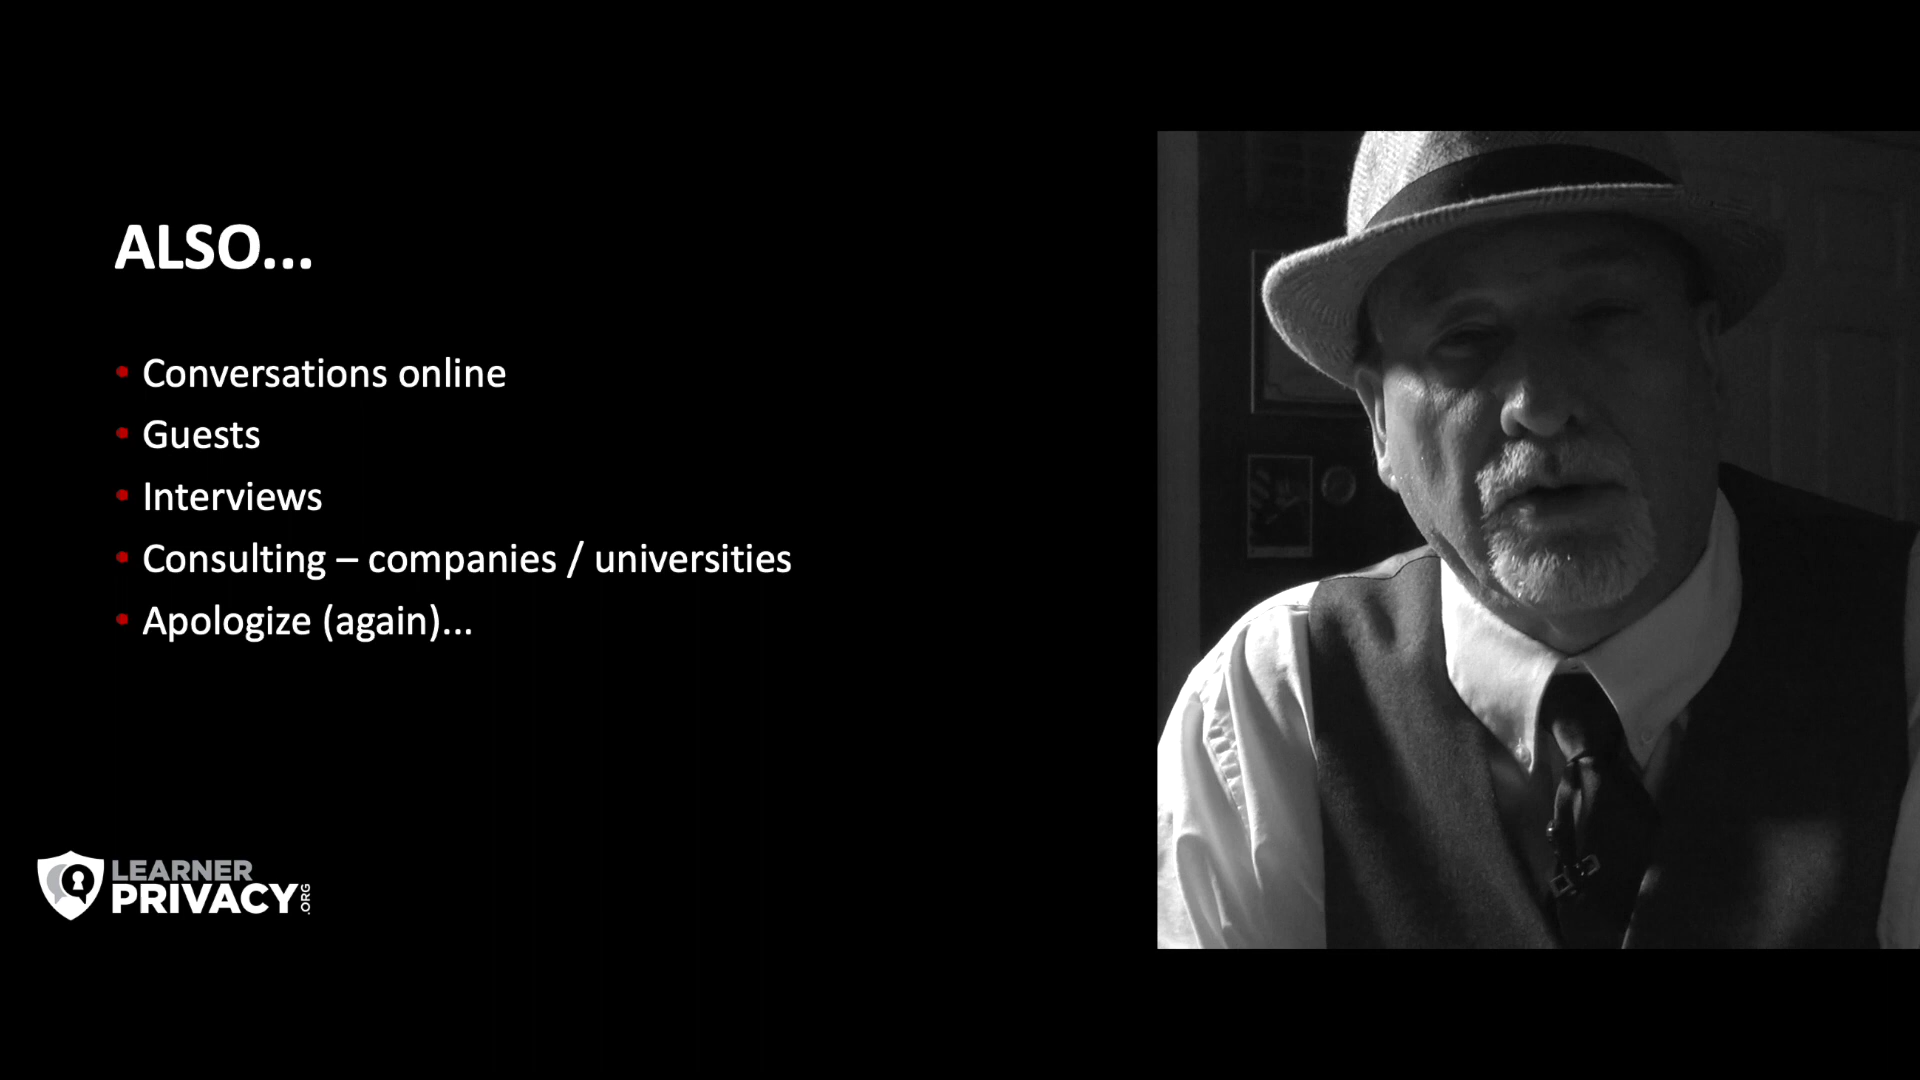 ALSO...
• Conversations online
• Guests
• Interviews
• Consulting – companies / universities
• Apologize (again)...
LEARNER
PRIVACY.ORG